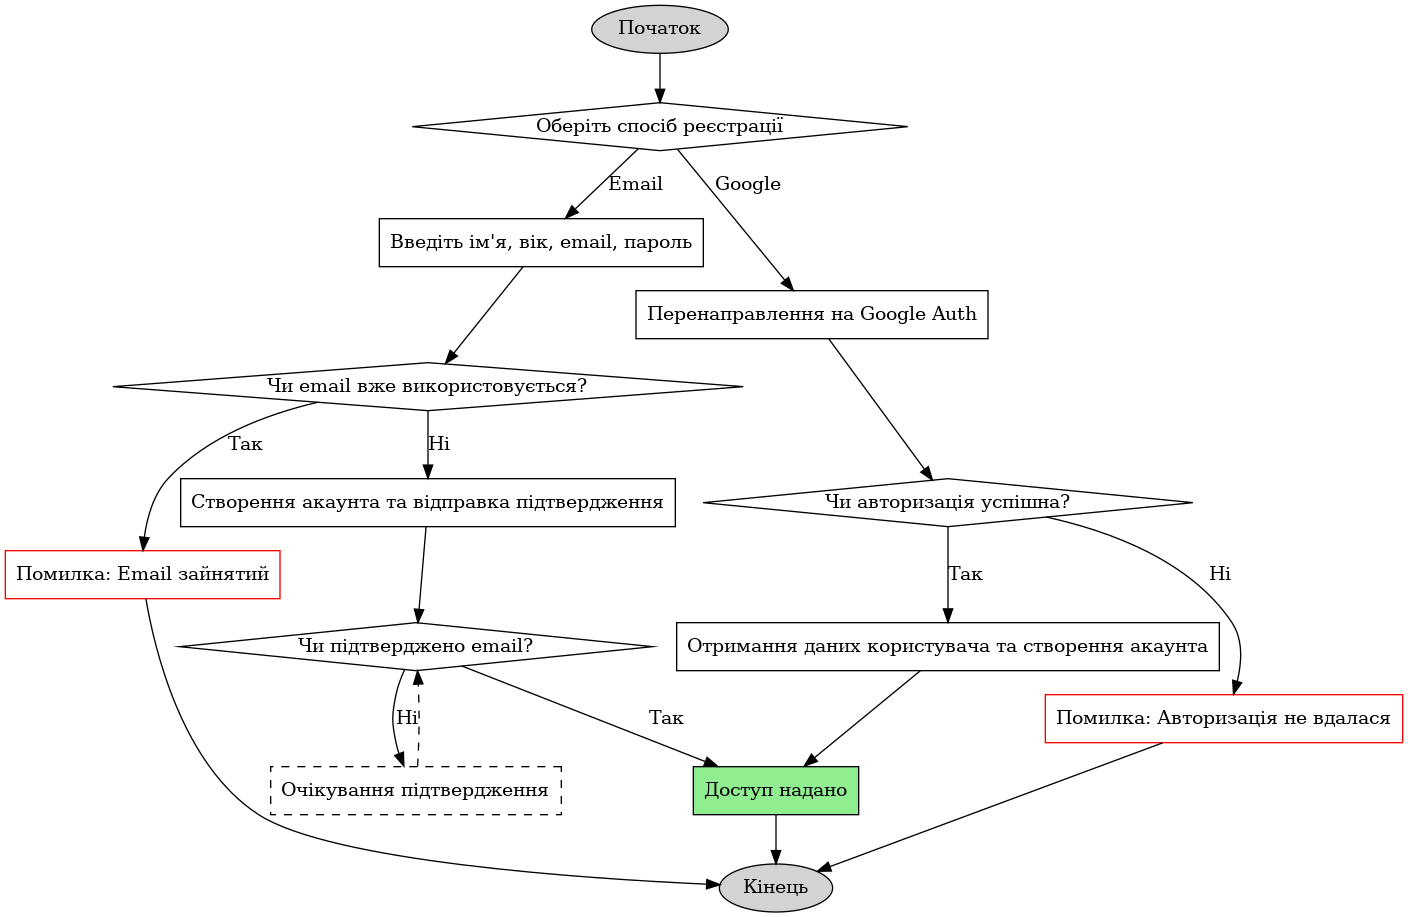 Початок
Оберіть спосіб реєстрації
Email
Google
Введіть ім'я, вік, email, пароль
Перенаправлення на Google Auth
Чи email вже використовується?
Так
Ні
Створення акаунта та відправка підтвердження
Чи авторизація успішна?
Помилка: Email зайнятий
Так
Ні
Чи підтверджено email?
Отримання даних користувача та створення акаунта
Ні
Так
Помилка: Авторизація не вдалася
Очікування підтвердження
Доступ надано
Кінець